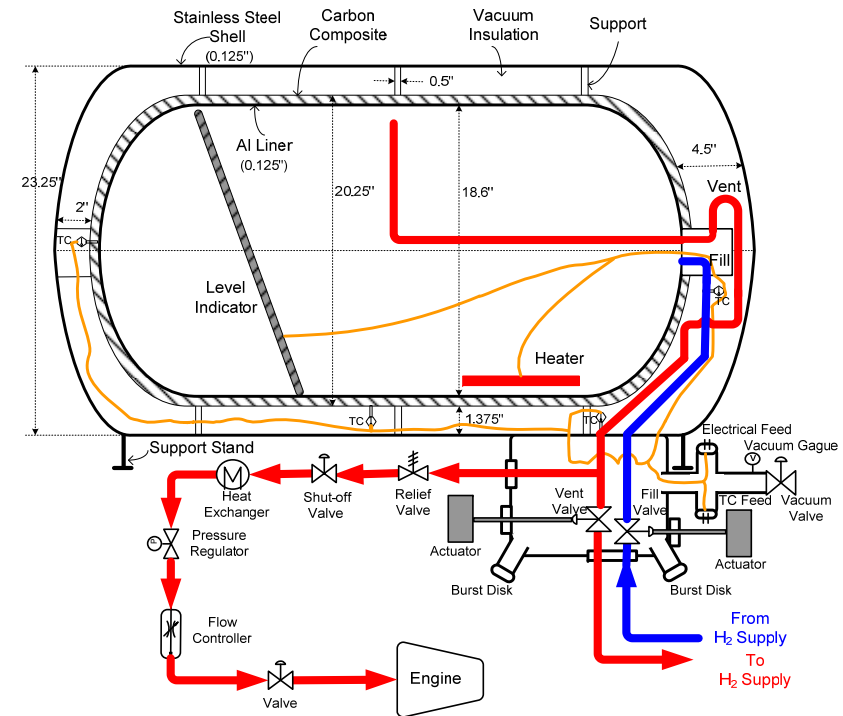 Stainless Steel
Shell
(0.125")
Carbon
Composite
Vacuum
Insulation
Support
0.5"
Al Liner
(0.125")
4.5"
23.25"
20.25"
18.6"
Vent
2"
TC
Fill
TC
Level
Indicator
Heater
TC
1.375"
TC
Support Stand
Electrical Feed
Vacuum Gague
V
Heat
Exchanger
M
Shut-off
Valve
Relief
Valve
Vent
Valve
Fill
Valve
TC Feed
Vacuum
Valve
P
Pressure
Regulator
Actuator
Actuator
Burst Disk
Burst Disk
Flow
Controller
From
H2 Supply
To
H2 Supply
Engine
Valve